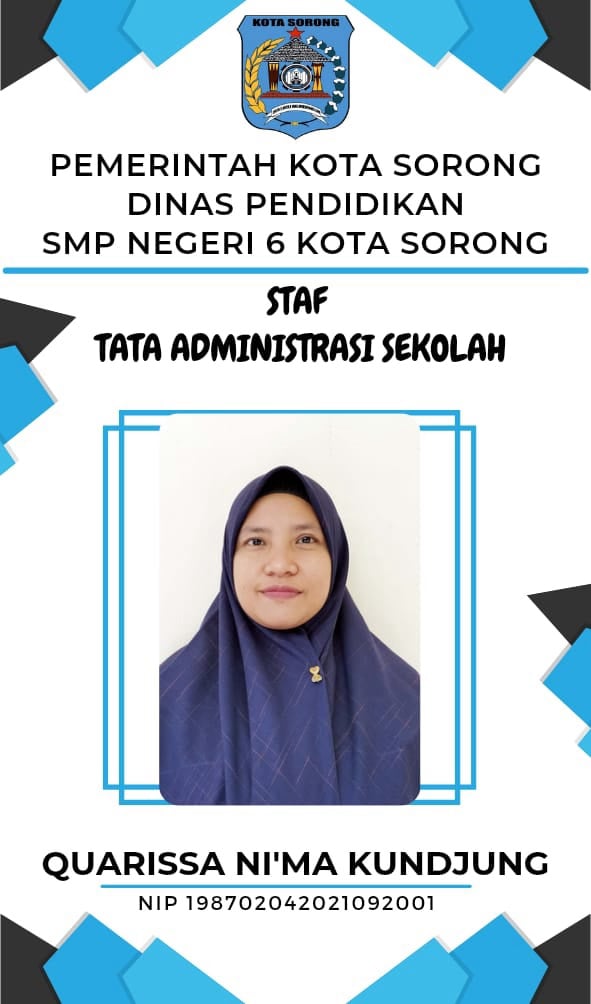 KOTA SORONG
PEMERINTAH KOTA SORONG
DINAS PENDIDIKAN
SMP NEGERI 6 KOTA SORONG
STAF
TATA ADMINISTRASI SEKOLAH
QUARISSA NI'MA KUNDJUNG
NIP 198702042021092001